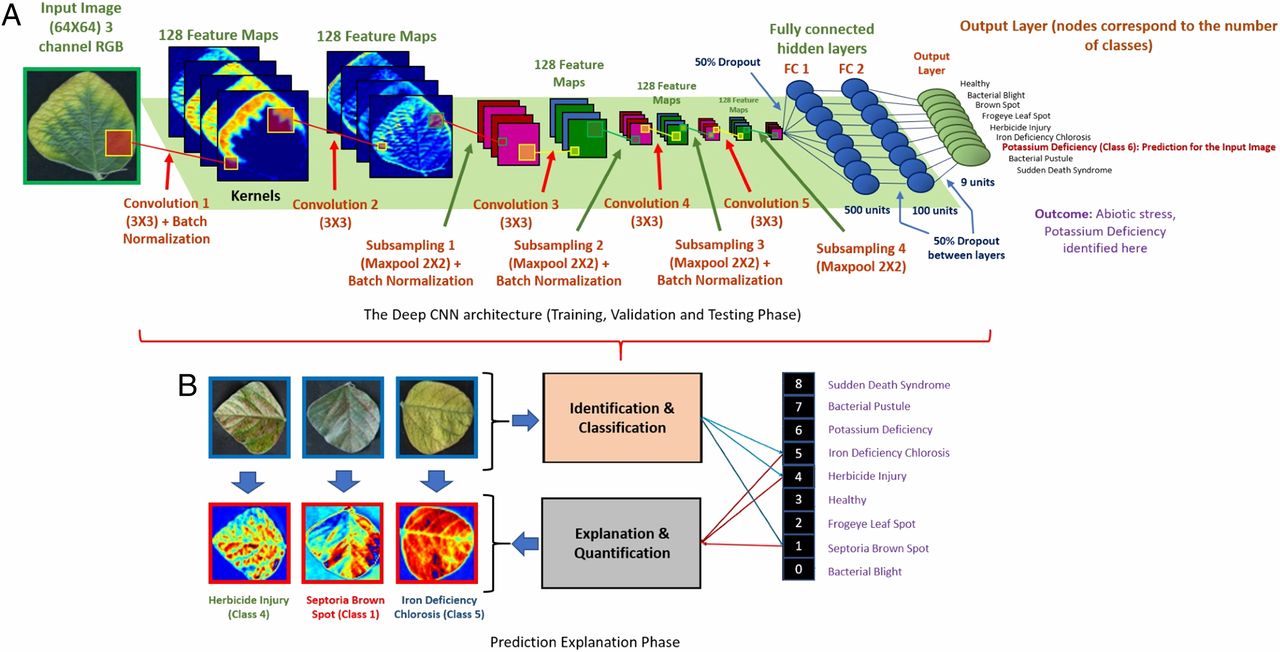 A
Input Image
(64X64) 3
channel RGB
128 Feature Maps
128 Feature Maps
128 Feature
Maps
128 Feature
Maps
128 Feature
Maps
50% Dropout
Fully connected
hidden layers
FC 1
FC 2
Output
Layer
Output Layer (nodes correspond to the number
of classes)
Healthy
Bacterial Blight
Brown Spot
Frogeye Leaf Spot
Herbicide Injury
Iron Deficiency Chlorosis
Potassium Deficiency (Class 6): Prediction for the Input Image
Bacterial Pustule
Sudden Death Syndrome
Kernels
9 units
500 units
100 units
50% Dropout
between layers
Outcome: Abiotic stress,
Potassium Deficiency
identified here
Convolution 1
(3X3) + Batch
Normalization
Convolution 2
(3X3)
Convolution 3
(3X3)
Convolution 4
(3X3)
Convolution 5
(3X3)
Subsampling 1
(Maxpool 2X2) +
Batch Normalization
Subsampling 2
(Maxpool 2X2) +
Batch Normalization
Subsampling 3
(Maxpool 2X2) +
Batch Normalization
Subsampling 4
(Maxpool 2X2)
The Deep CNN architecture (Training, Validation and Testing Phase)
B
Identification &
Classification
Explanation &
Quantification
8 Sudden Death Syndrome
7 Bacterial Pustule
6 Potassium Deficiency
5 Iron Deficiency Chlorosis
4 Herbicide Injury
3 Healthy
2 Frogeye Leaf Spot
1 Septoria Brown Spot
0 Bacterial Blight
Herbicide Injury
(Class 4)
Septoria Brown
Spot (Class 1)
Iron Deficiency
Chlorosis (Class 5)
Prediction Explanation Phase